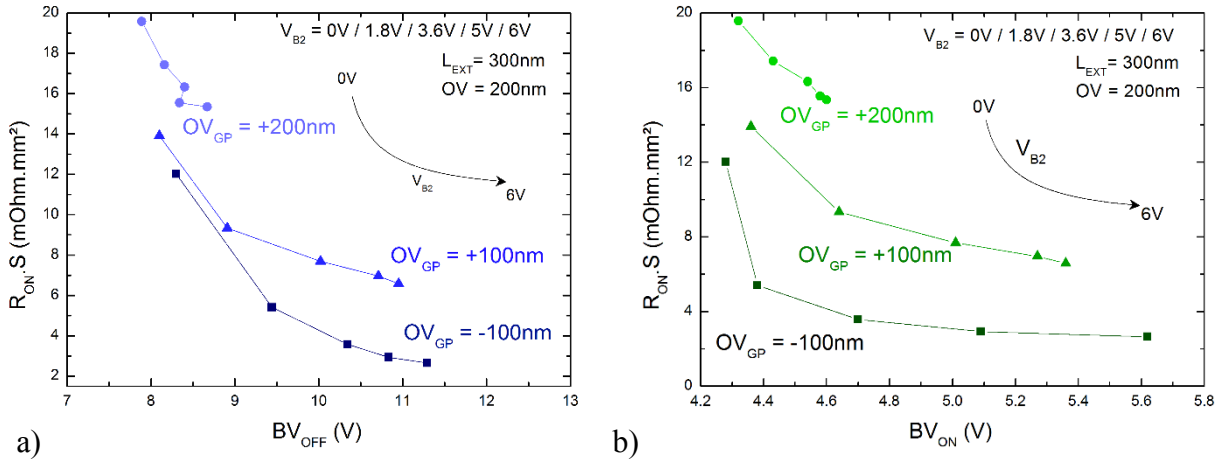 20
18
16
14
12
10
8
6
4
2
R_ON.S (mOhm.mm²)
V_B2 = 0V / 1.8V / 3.6V / 5V / 6V
L_EXT = 300nm
OV = 200nm
0V
V_B2
6V
OV_GP = +200nm
OV_GP = +100nm
OV_GP = -100nm
7 8 9 10 11 12 13
BV_OFF (V)
a)
20
16
12
8
4
0
R_ON.S (mOhm.mm²)
V_B2 = 0V / 1.8V / 3.6V / 5V / 6V
L_EXT = 300nm
OV = 200nm
0V
V_B2
6V
OV_GP = +200nm
OV_GP = +100nm
OV_GP = -100nm
4.2 4.4 4.6 4.8 5.0 5.2 5.4 5.6 5.8
BV_ON (V)
b)